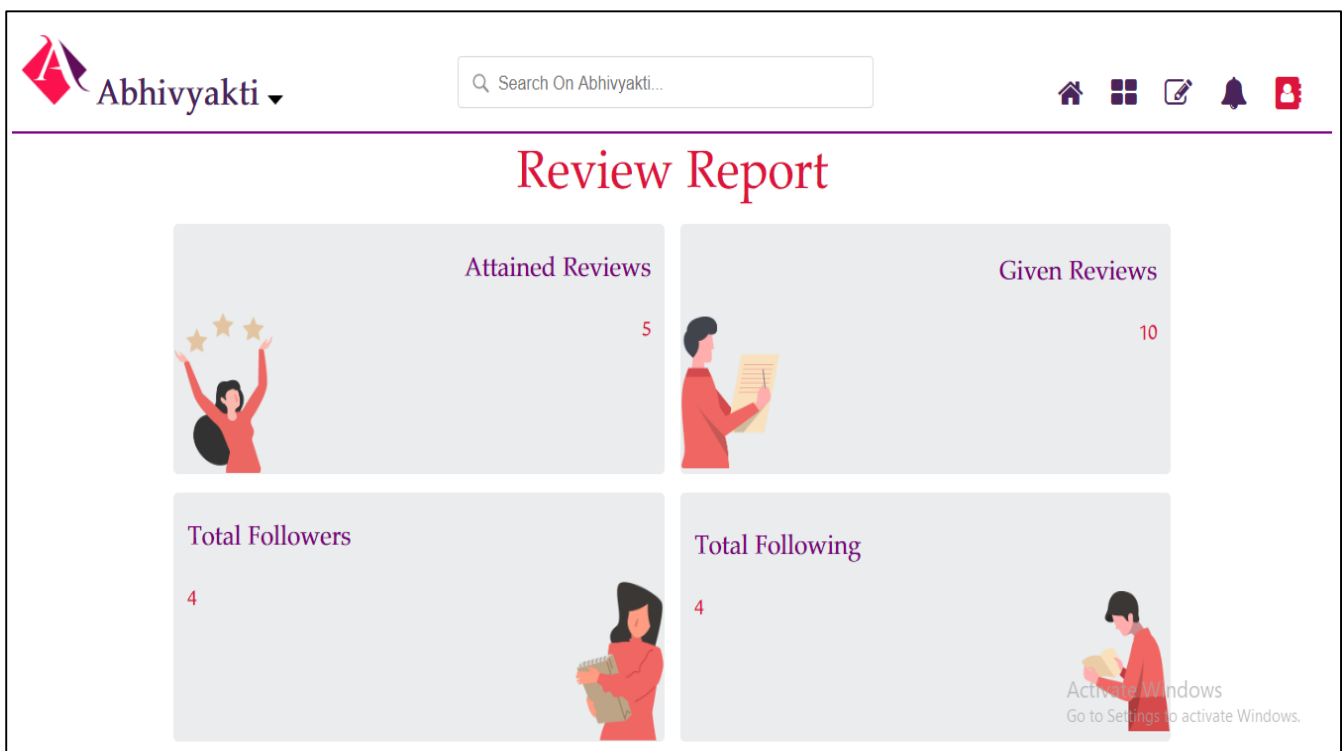 Abhivyakti
Search On Abhivyakti...
Review Report
Attained Reviews
5
Given Reviews
10
Total Followers
4
Total Following
4
Activate Windows
Go to Settings to activate Windows.